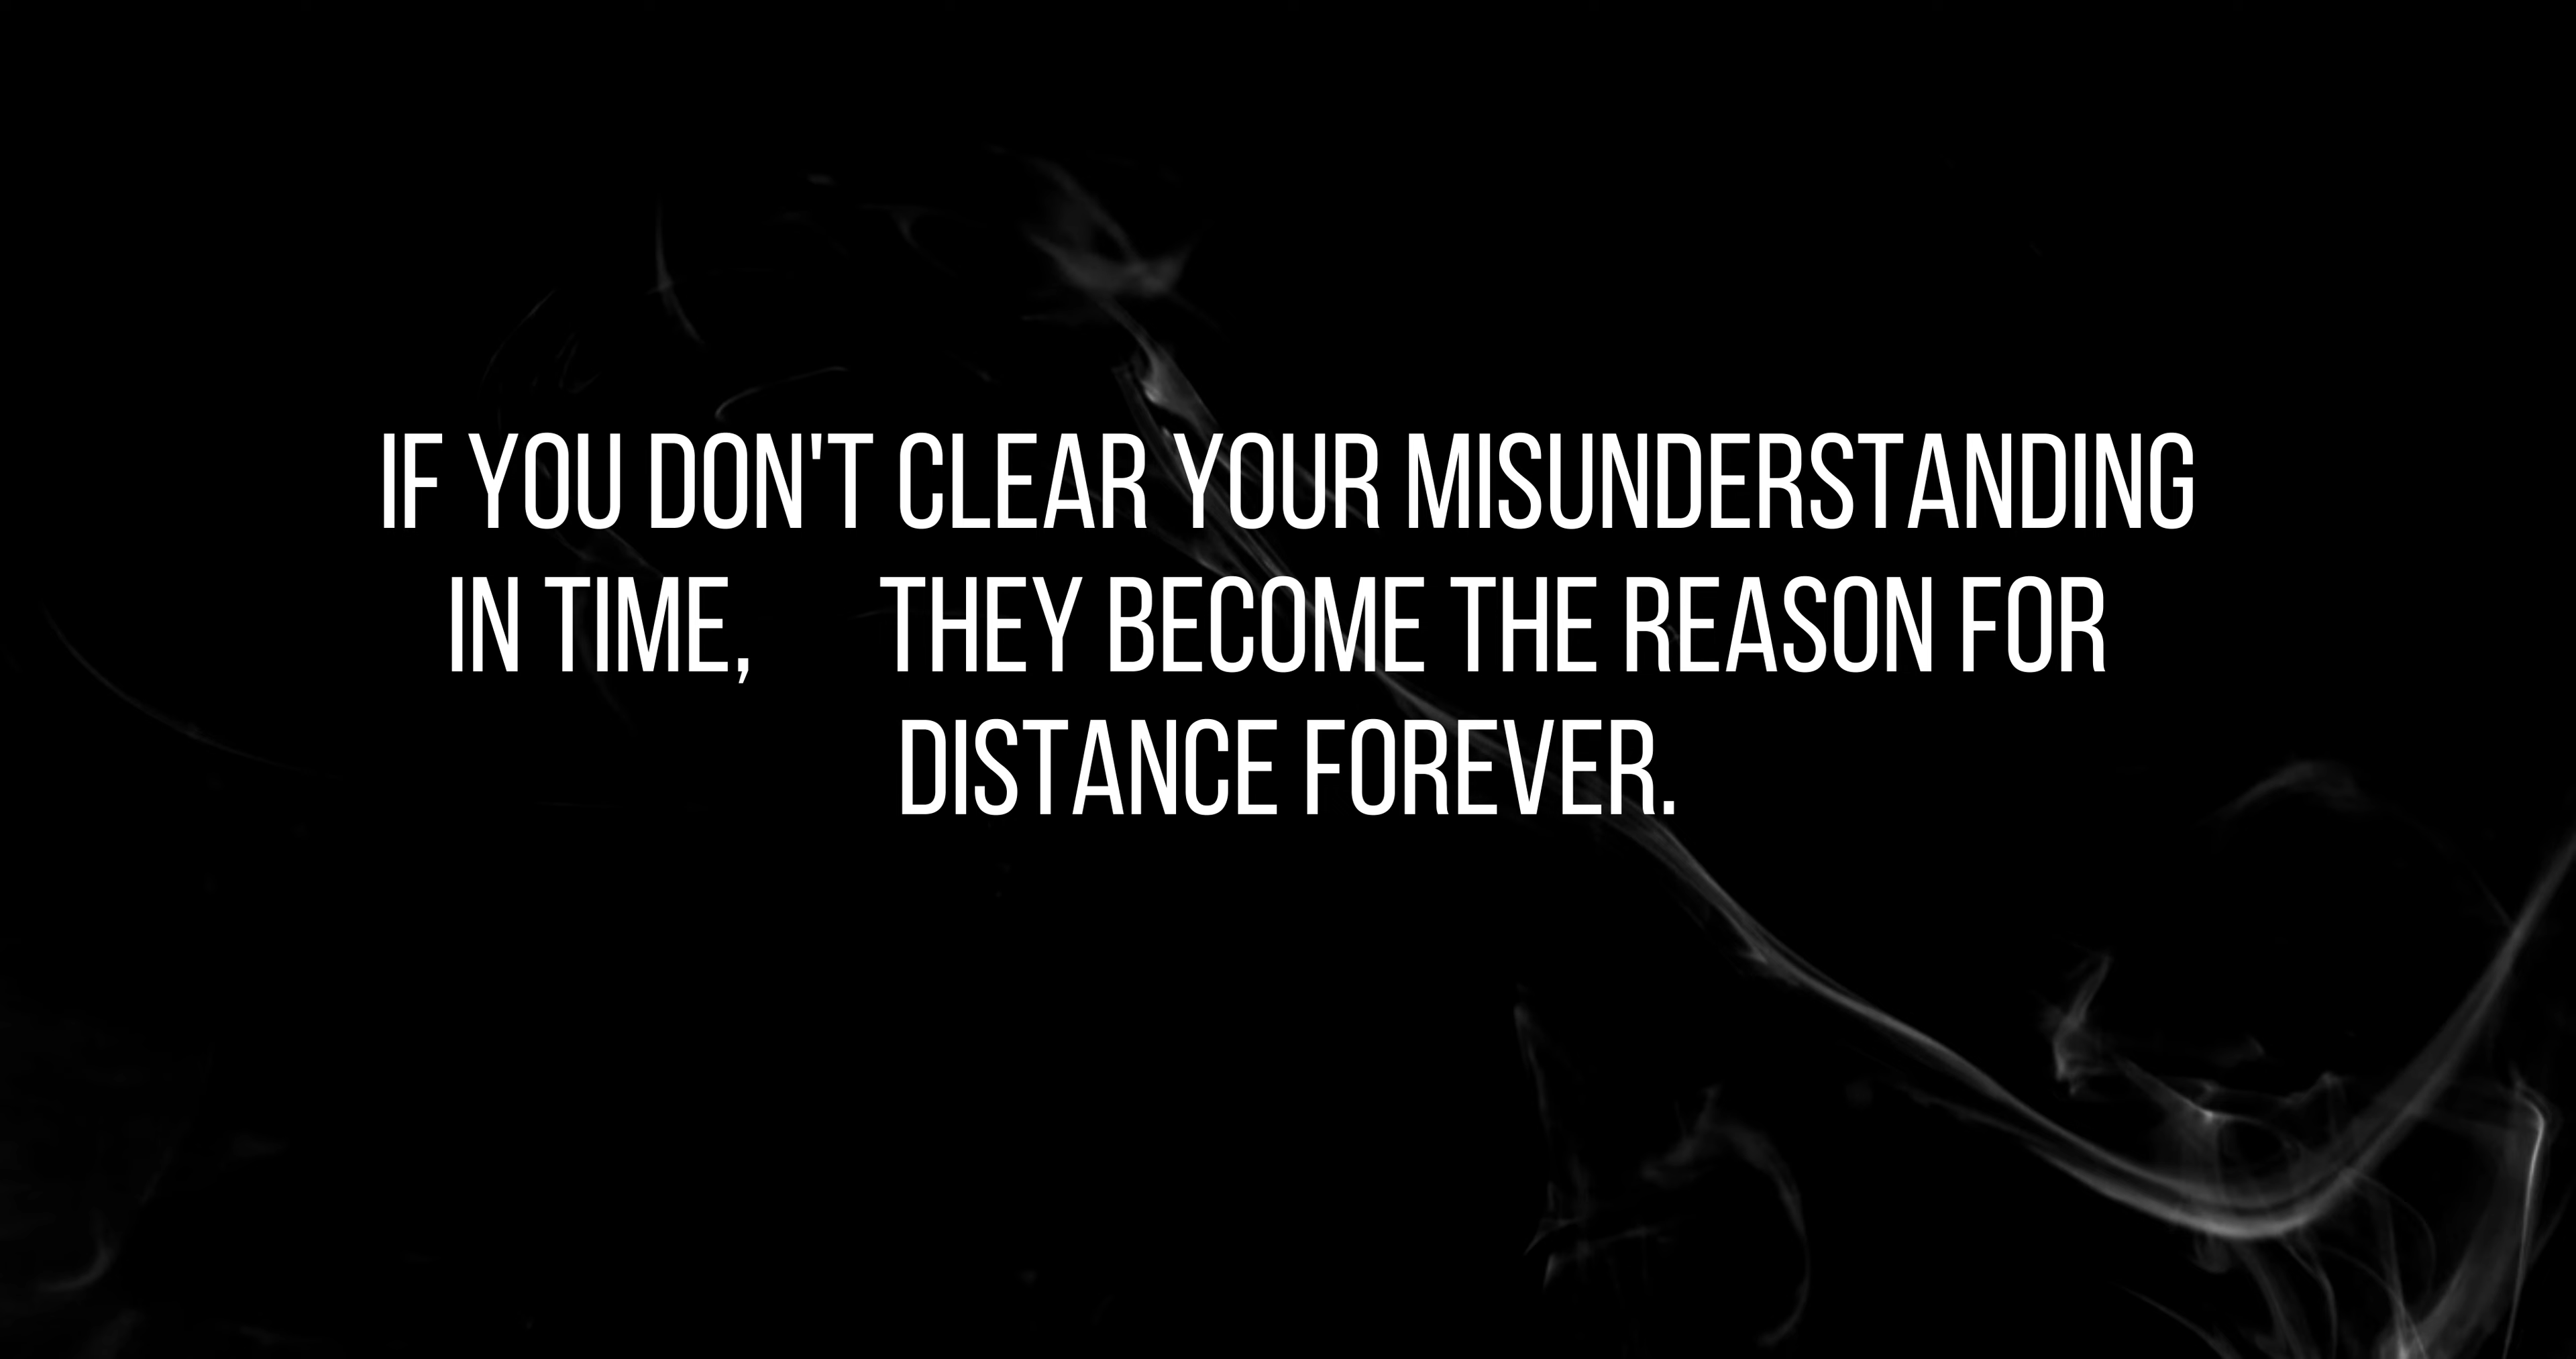 IF YOU DON'T CLEAR YOUR MISUNDERSTANDING
IN TIME, THEY BECOME THE REASON FOR
DISTANCE FOREVER.